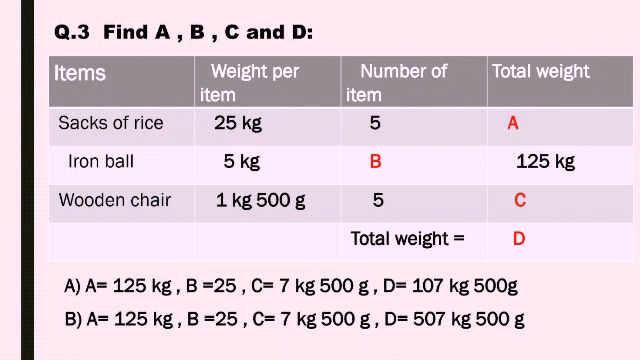 Q.3 Find A , B , C and D:
Items Weight per item Number of item Total weight
Sacks of rice 25 kg 5 A
Iron ball 5 kg B 125 kg
Wooden chair 1 kg 500 g 5 C
Total weight = D
A) A= 125 kg , B =25 , C= 7 kg 500 g , D= 107 kg 500g
B) A= 125 kg , B =25 , C= 7 kg 500 g , D= 507 kg 500 g